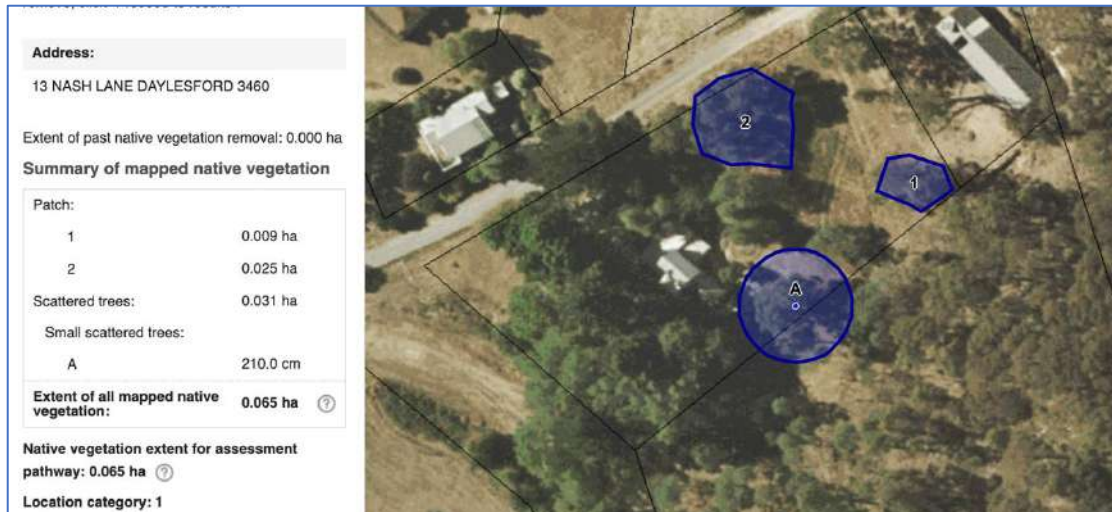 Address:
13 NASH LANE DAYLESFORD 3460
Extent of past native vegetation removal: 0.000 ha
Summary of mapped native vegetation
Patch:
1 0.009 ha
2 0.025 ha
Scattered trees: 0.031 ha
Small scattered trees:
A 210.0 cm
Extent of all mapped native
vegetation: 0.065 ha ?
Native vegetation extent for assessment
pathway: 0.065 ha ?
Location category: 1
2
1
A